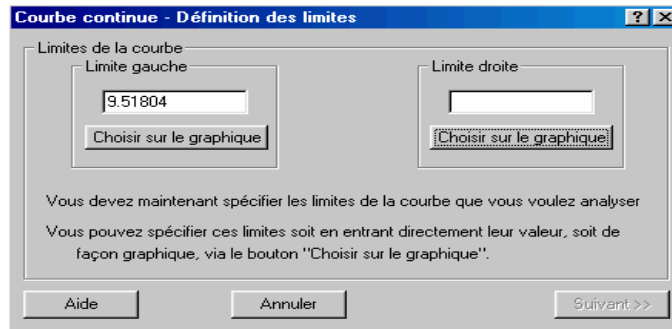 Courbe continue - Définition des limites
Limites de la courbe
Limite gauche
Limite droite
9.51804
Choisir sur le graphique
Choisir sur le graphique
Vous devez maintenant spécifier les limites de la courbe que vous voulez analyser
Vous pouvez spécifier ces limites soit en entrant directement leur valeur, soit de
façon graphique, via le bouton "Choisir sur le graphique".
Aide
Annuler
Suivant >>